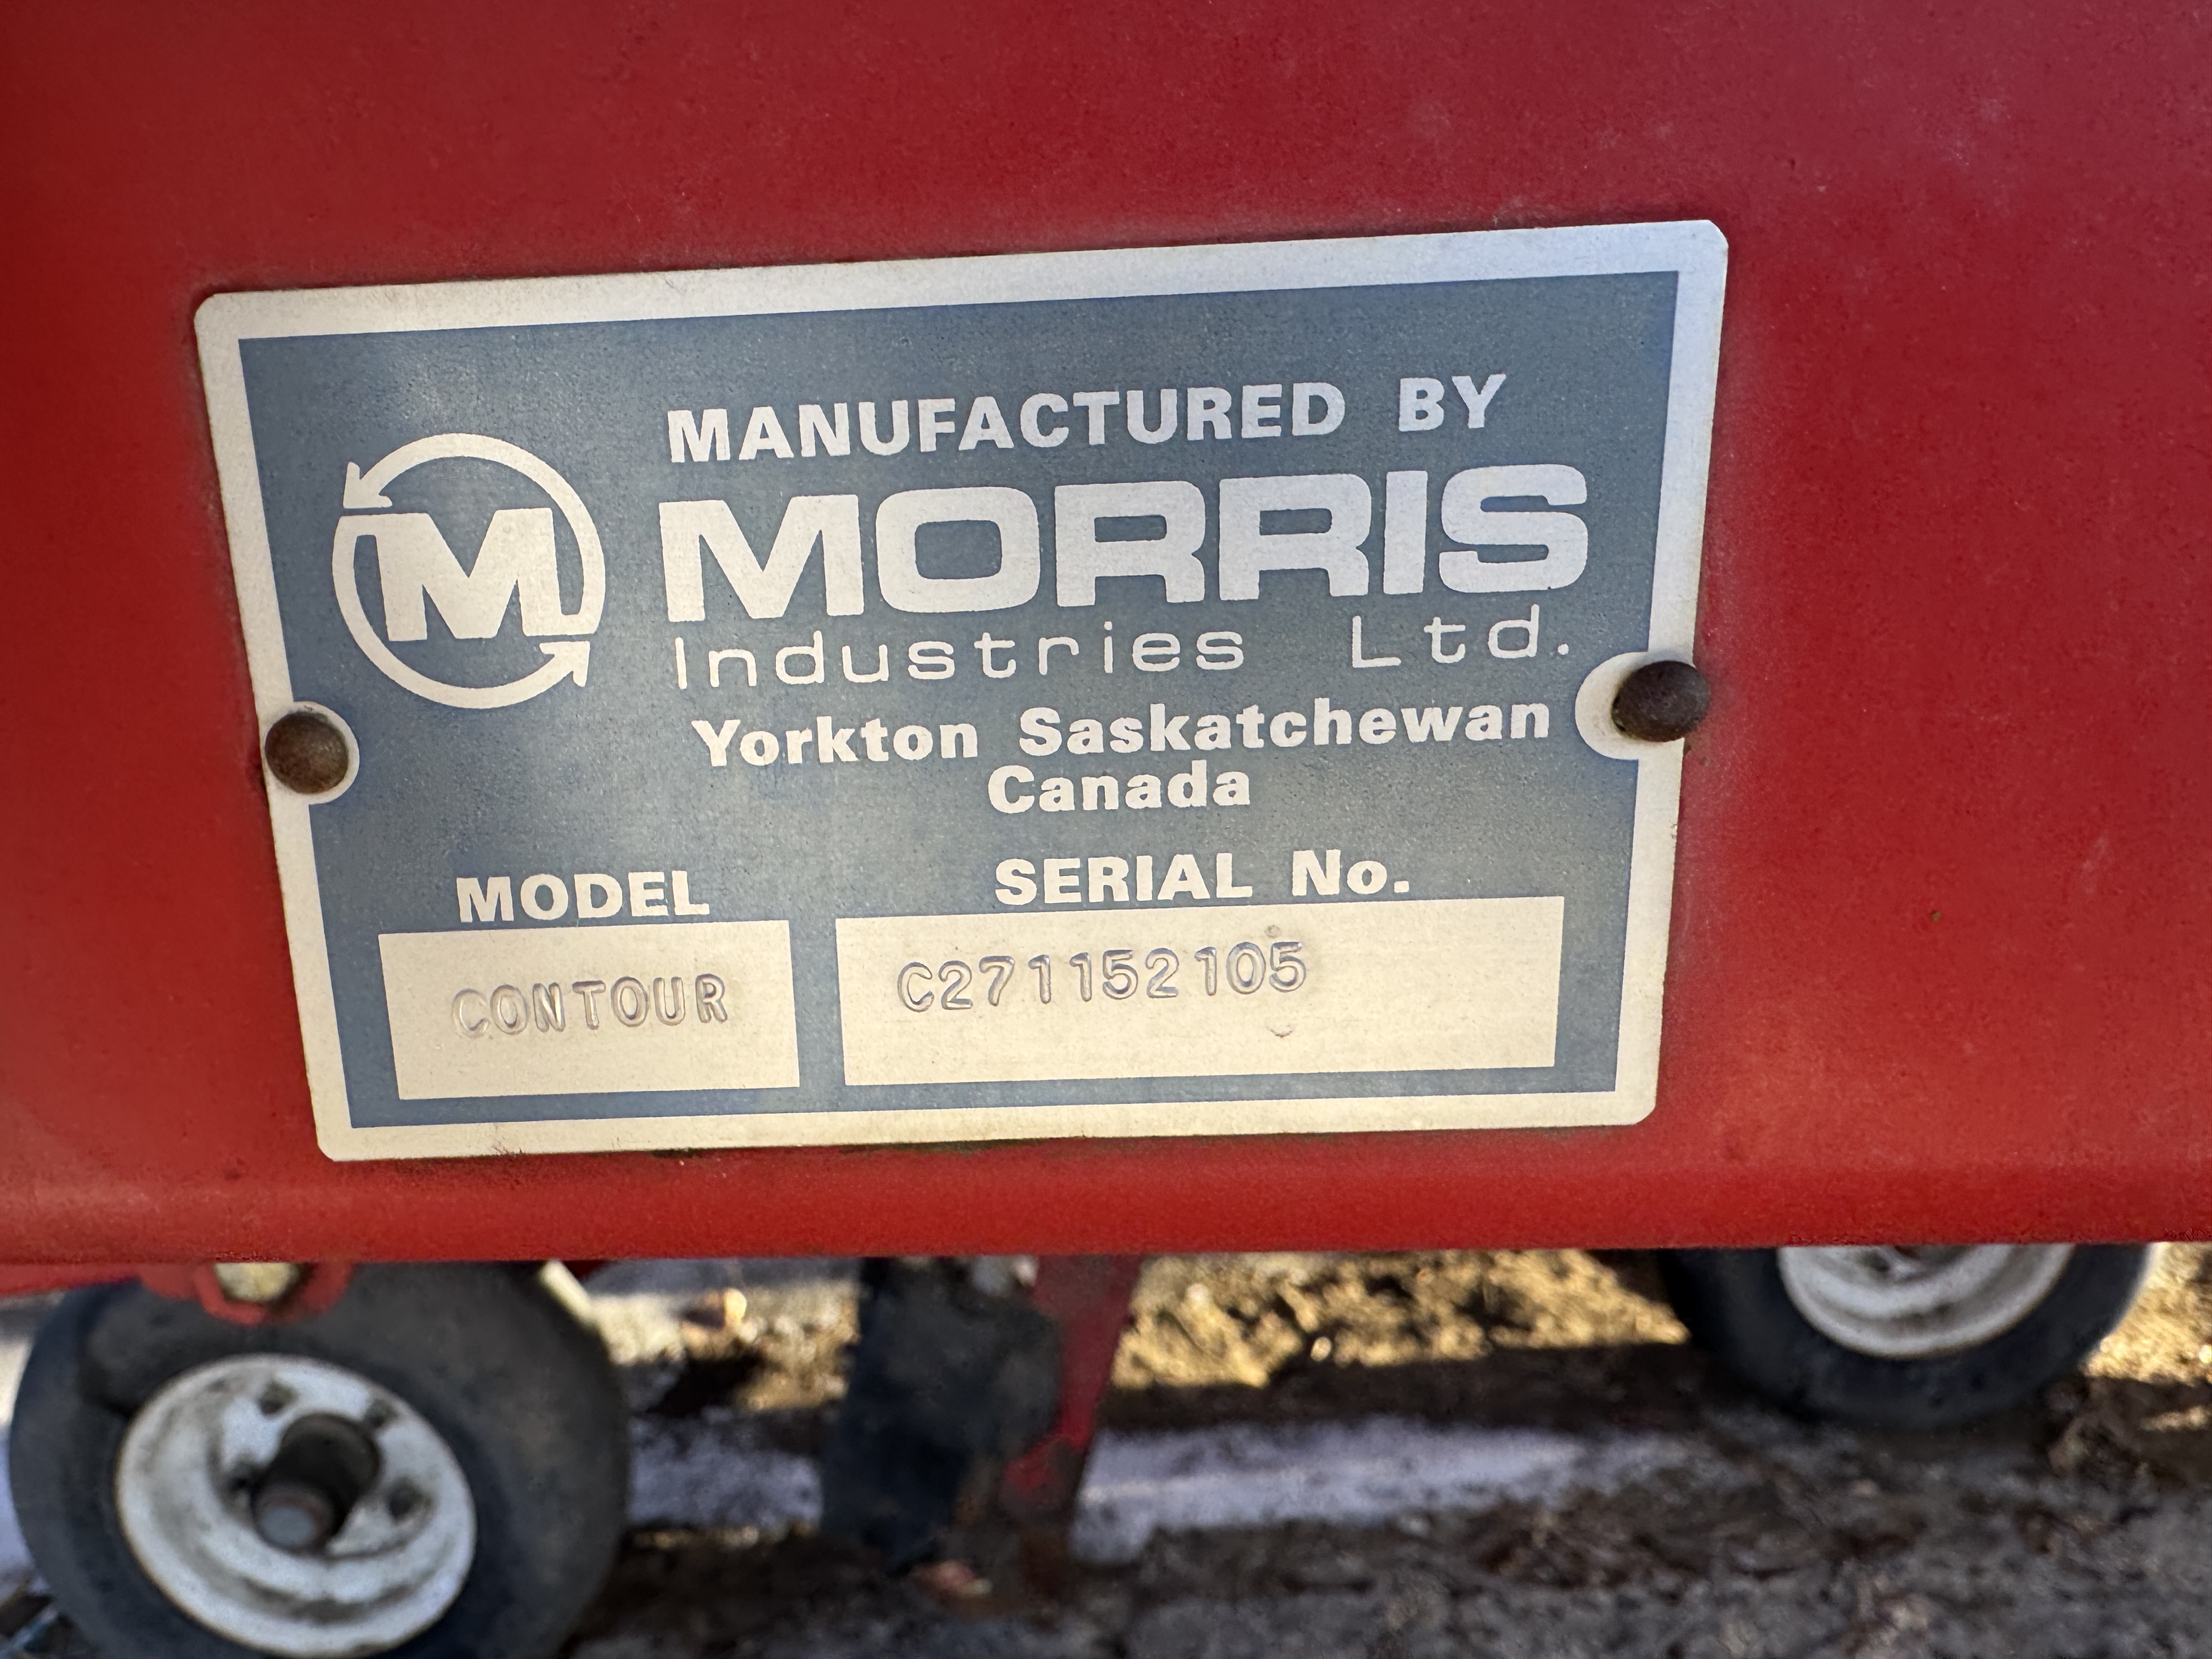 MANUFACTURED BY
M MORRIS
Industries Ltd.
Yorkton Saskatchewan
Canada
MODEL SERIAL No.
CONTOUR C271152105